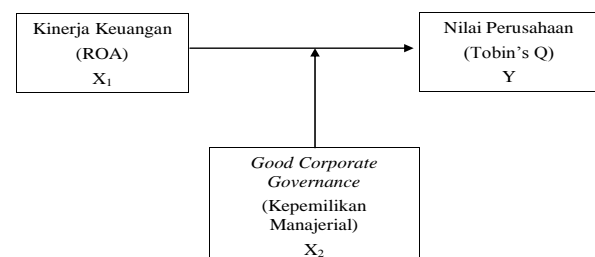 Kinerja Keuangan
(ROA)
X₁
Nilai Perusahaan
(Tobin's Q)
Y
Good Corporate
Governance
(Kepemilikan
Manajerial)
X₂